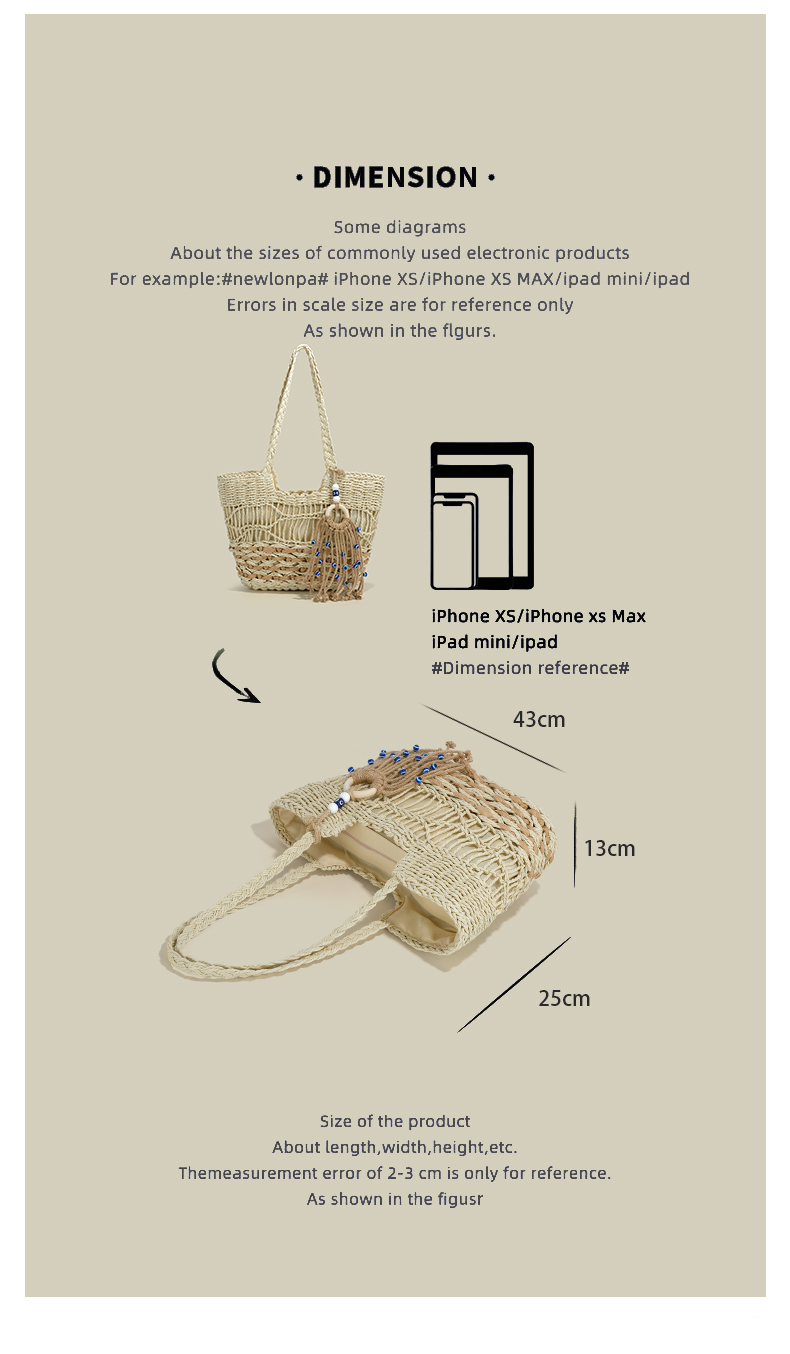 · DIMENSION ·
Some diagrams
About the sizes of commonly used electronic products
For example:#newlonpa# iPhone XS/iPhone XS MAX/ipad mini/ipad
Errors in scale size are for reference only
As shown in the flgurs.
iPhone XS/iPhone xs Max
iPad mini/ipad
#Dimension reference#
43cm
13cm
25cm
Size of the product
About length,width,height,etc.
Themeasurement error of 2-3 cm is only for reference.
As shown in the figusr